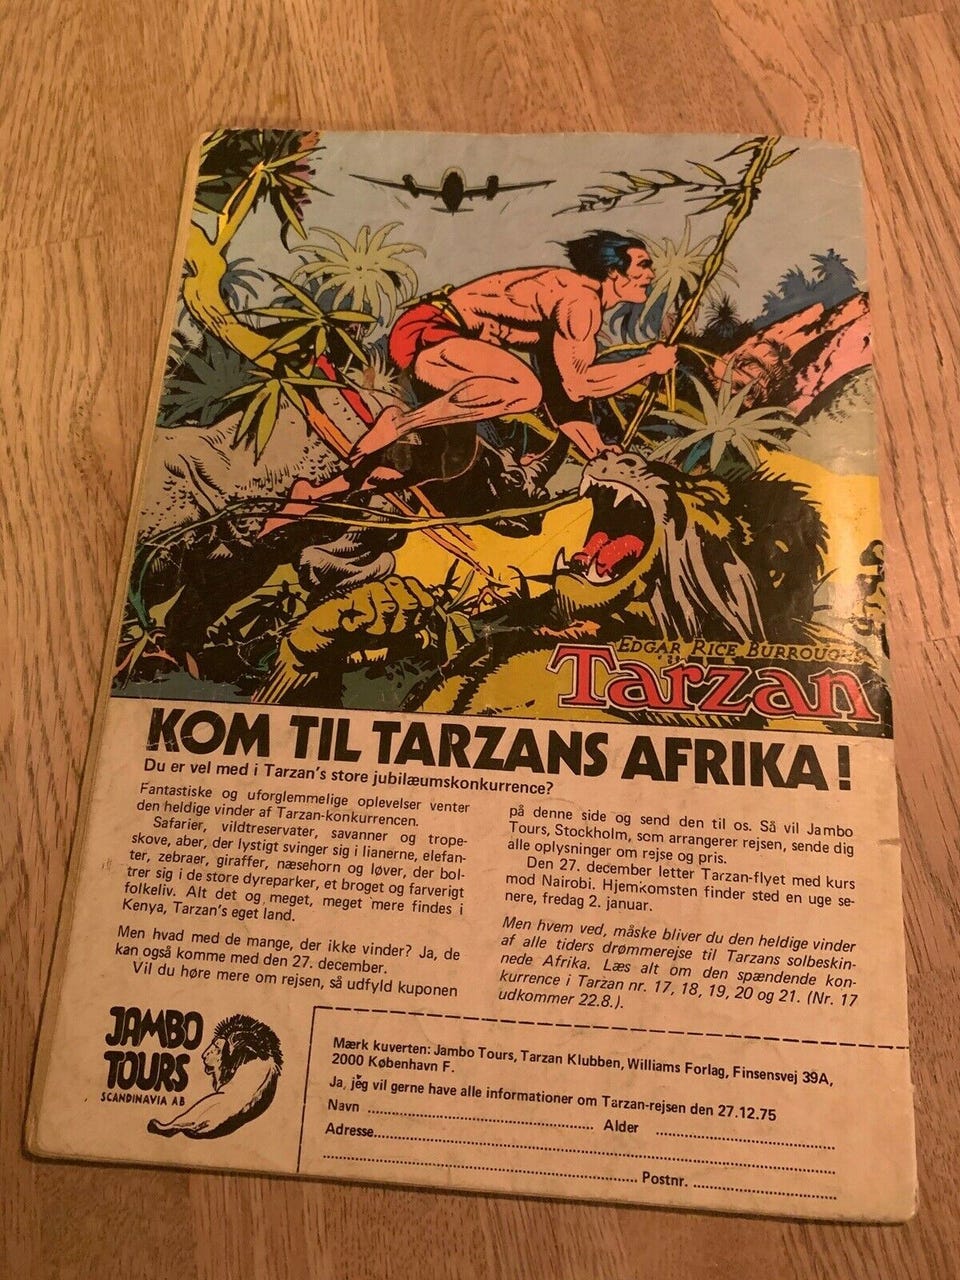 EDGAR RICE BURROUGHS
Tarzan
KOM TIL TARZANS AFRIKA!
Du er vel med i Tarzan's store jubilæumskonkurrence?
Fantastiske og uforglemmelige oplevelser venter
den heldige vinder af Tarzan-konkurrencen.
Safarier, vildtreservater, savanner og trope-
skove, aber, der lystigt svinger sig i lianerne, elefan-
ter, zebraer, giraffer, næsehorn og løver, der bol-
trer sig i de store dyreparker, et broget og farverigt
folkeliv. Alt det og meget, meget mere findes i
Kenya, Tarzan's eget land.
Men hvad med de mange, der ikke vinder? Ja, de
kan også komme med den 27. december.
Vil du høre mere om rejsen, så udfyld kuponen
på denne side og send den til os. Så vil Jambo
Tours, Stockholm, som arrangerer rejsen, sende dig
alle oplysninger om rejse og pris.
Den 27. december letter Tarzan-flyet med kurs
mod Nairobi. Hjemkomsten finder sted en uge se-
nere, fredag 2. januar.
Men hvem ved, måske bliver du den heldige vinder
af alle tiders drømmerejse til Tarzans solbeskin-
nede Afrika. Læs alt om den spændende kon-
kurrence i Tarzan nr. 17, 18, 19, 20 og 21. (Nr. 17
udkommer 22.8.).
JAMBO
TOURS
SCANDINAVIA AB
Mærk kuverten: Jambo Tours, Tarzan Klubben, Williams Forlag, Finsensvej 39A,
2000 København F.
Ja, jeg vil gerne have alle informationer om Tarzan-rejsen den 27.12.75
Navn Alder
Adresse
Postnr.